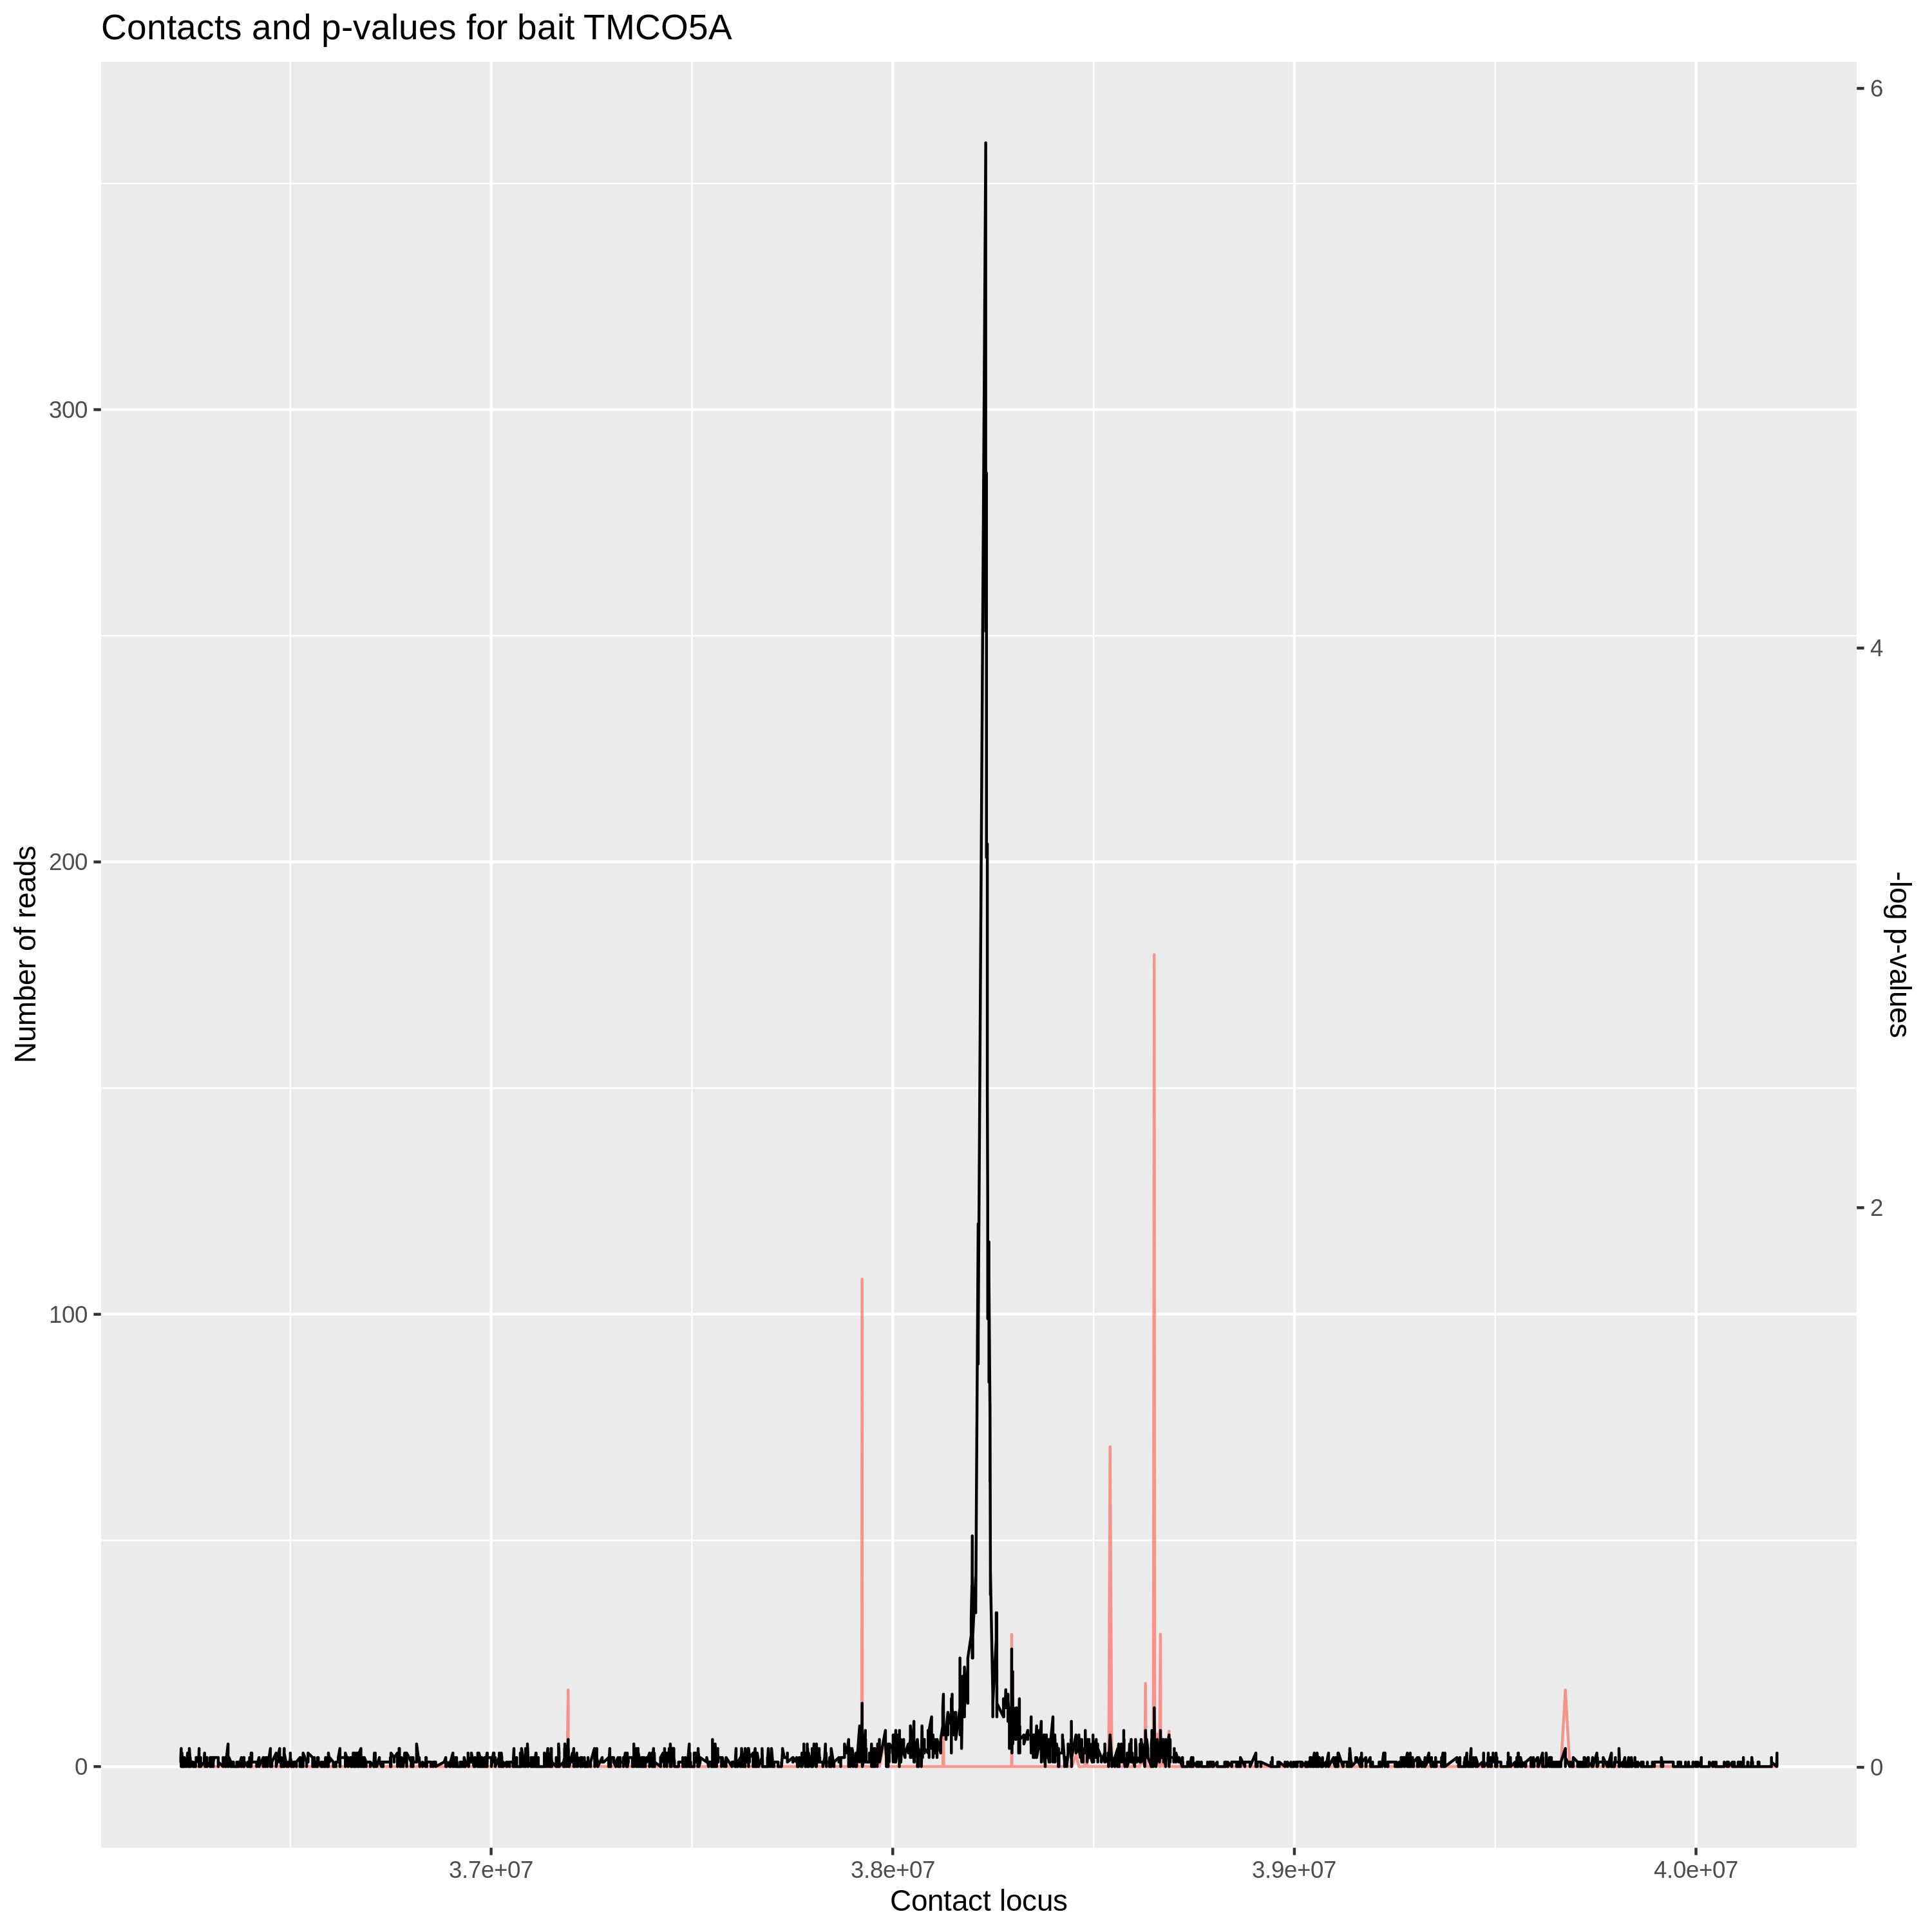 Contacts and p-values for bait TMCO5A
6
300
4
200
Number of reads
-log p-values
2
100
0
0
3.7e+07
3.8e+07
3.9e+07
4.0e+07
Contact locus